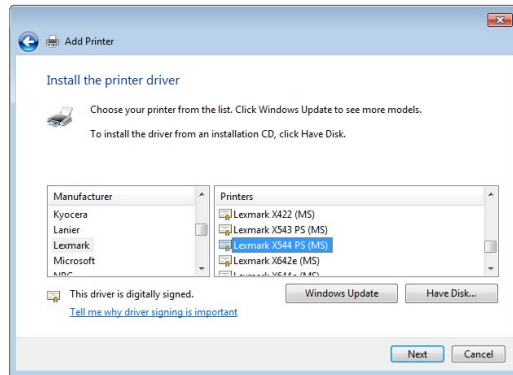 Add Printer
Install the printer driver
Choose your printer from the list. Click Windows Update to see more models.
To install the driver from an installation CD, click Have Disk.
Manufacturer
Kyocera
Lanier
Lexmark
Microsoft
Printers
Lexmark X422 (MS)
Lexmark X543 PS (MS)
Lexmark X544 PS (MS)
Lexmark X642e (MS)
This driver is digitally signed.
Tell me why driver signing is important
Windows Update
Have Disk...
Next
Cancel